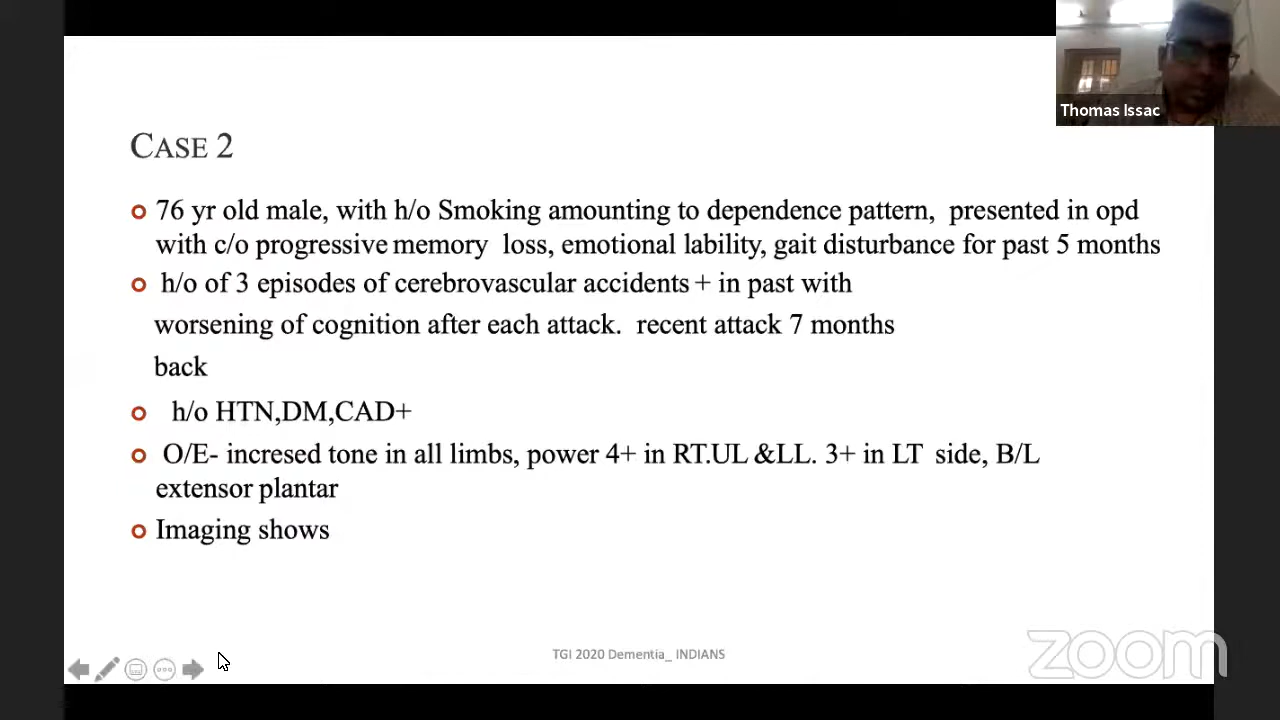 Thomas Issac
CASE 2
76 yr old male, with h/o Smoking amounting to dependence pattern, presented in opd
with c/o progressive memory loss, emotional lability, gait disturbance for past 5 months
h/o of 3 episodes of cerebrovascular accidents + in past with
worsening of cognition after each attack. recent attack 7 months
back
h/o HTN,DM,CAD+
O/E- incresed tone in all limbs, power 4+ in RT.UL &LL. 3+ in LT side, B/L
extensor plantar
Imaging shows
TGI 2020 Dementia_ INDIANS
zoom